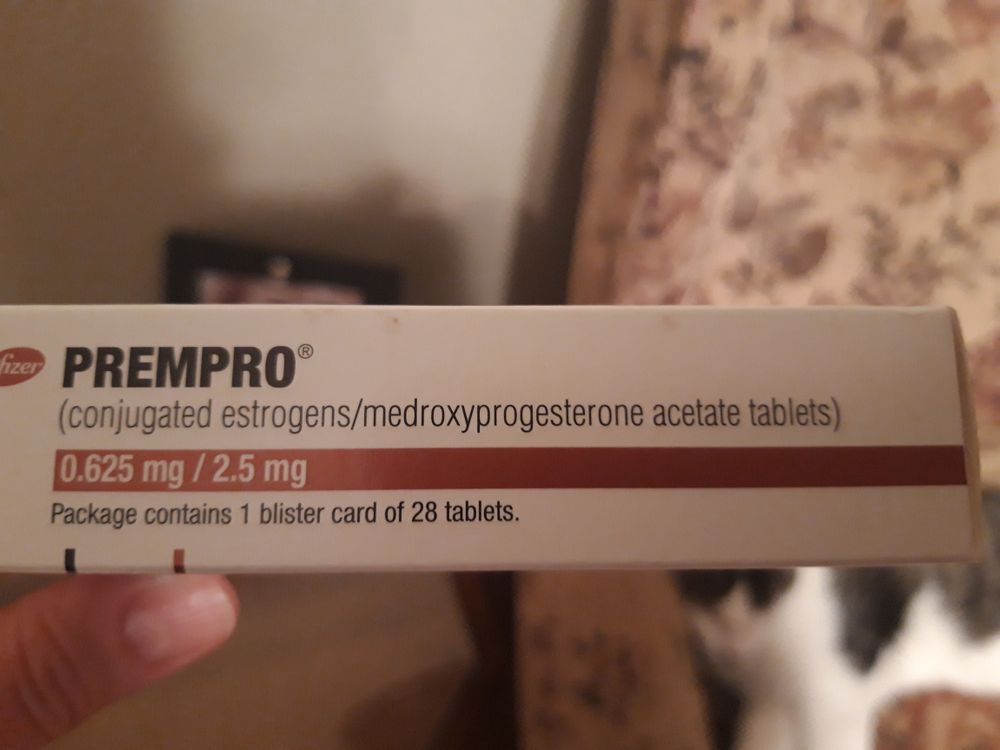 fizer
PREMPRO®
(conjugated estrogens/medroxyprogesterone acetate tablets)
0.625 mg / 2.5 mg
Package contains 1 blister card of 28 tablets.